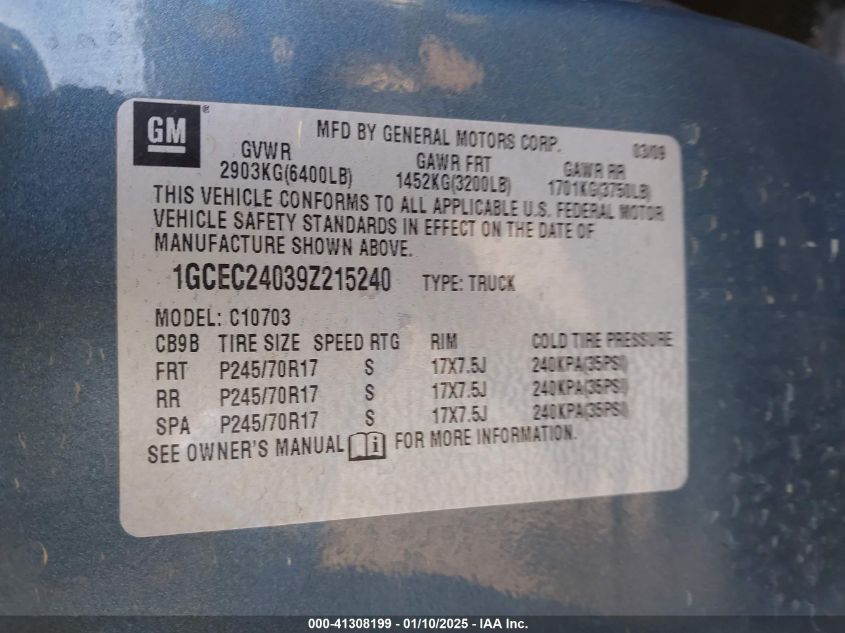 GM®
MFD BY GENERAL MOTORS CORP. 03/09
GVWR GAWR FRT GAWR RR
2903KG(6400LB) 1452KG(3200LB) 1701KG(3750LB)
THIS VEHICLE CONFORMS TO ALL APPLICABLE U.S. FEDERAL MOTOR
VEHICLE SAFETY STANDARDS IN EFFECT ON THE DATE OF
MANUFACTURE SHOWN ABOVE.
1GCEC24039Z215240 TYPE: TRUCK
MODEL: C10703
CB9B TIRE SIZE SPEED RTG RIM COLD TIRE PRESSURE
FRT P245/70R17 S 17X7.5J 240KPA(35PSI)
RR P245/70R17 S 17X7.5J 240KPA(35PSI)
SPA P245/70R17 S 17X7.5J 240KPA(35PSI)
SEE OWNER'S MANUAL i FOR MORE INFORMATION.
000-41308199 - 01/10/2025 - IAA Inc.